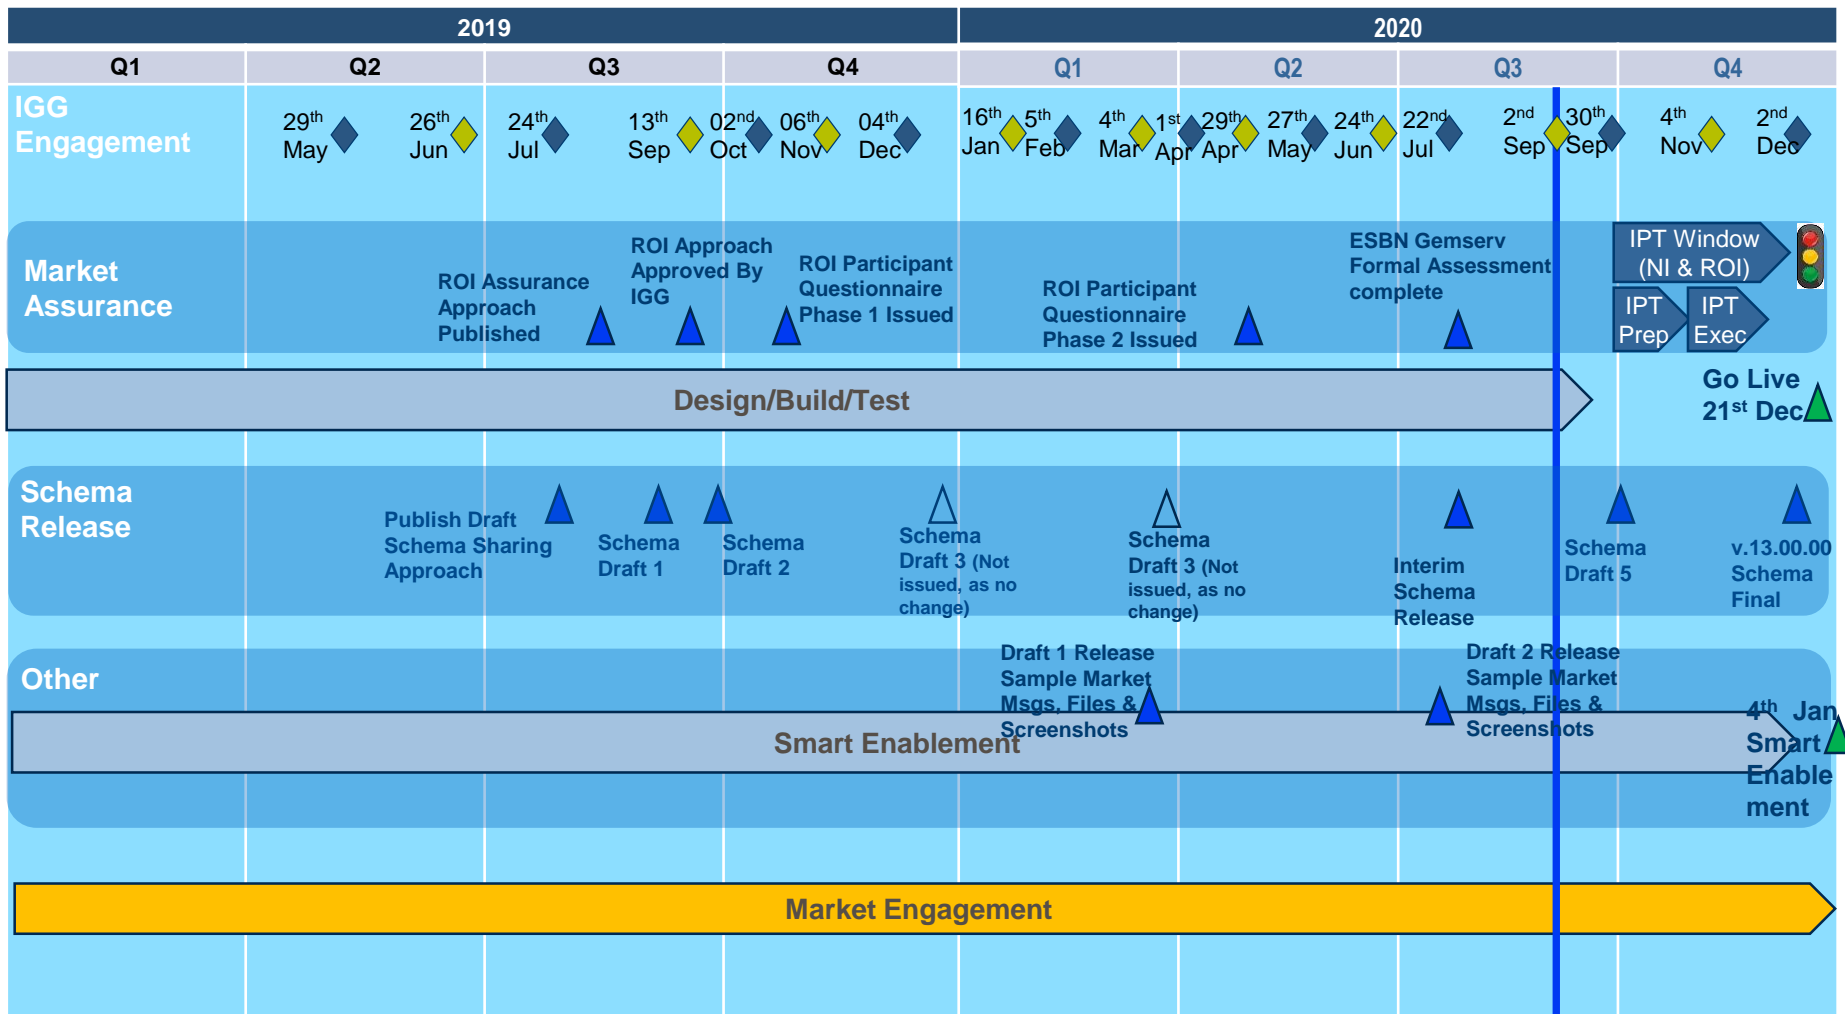 2019
2020
Q1
Q2
Q3
Q4
Q1
Q2
Q3
Q4
IGG
Engagement
29th
May
26th
Jun
24th
Jul
13th
Sep
02nd
Oct
06th
Nov
04th
Dec
16th
Jan
5th
Feb
4th
Mar
1st
Apr
29th
Apr
27th
May
24th
Jun
22nd
Jul
2nd
Sep
30th
Sep
4th
Nov
2nd
Dec
Market
Assurance
ROI Assurance
Approach
Published
ROI Approach
Approved By
IGG
ROI Participant
Questionnaire
Phase 1 Issued
ROI Participant
Questionnaire
Phase 2 Issued
ESBN Gemserv
Formal Assessment
complete
IPT Window
(NI & ROI)
IPT
Prep
IPT
Exec
Design/Build/Test
Go Live
21st Dec
Schema
Release
Publish Draft
Schema Sharing
Approach
Schema
Draft 1
Schema
Draft 2
Schema
Draft 3 (Not
issued, as no
change)
Schema
Draft 3 (Not
issued, as no
change)
Interim
Schema
Release
Schema
Draft 5
v.13.00.00
Schema
Final
Other
Draft 1 Release
Sample Market
Msgs, Files &
Screenshots
Draft 2 Release
Sample Market
Msgs, Files &
Screenshots
Smart Enablement
4th Jan
Smart
Enable
ment
Market Engagement